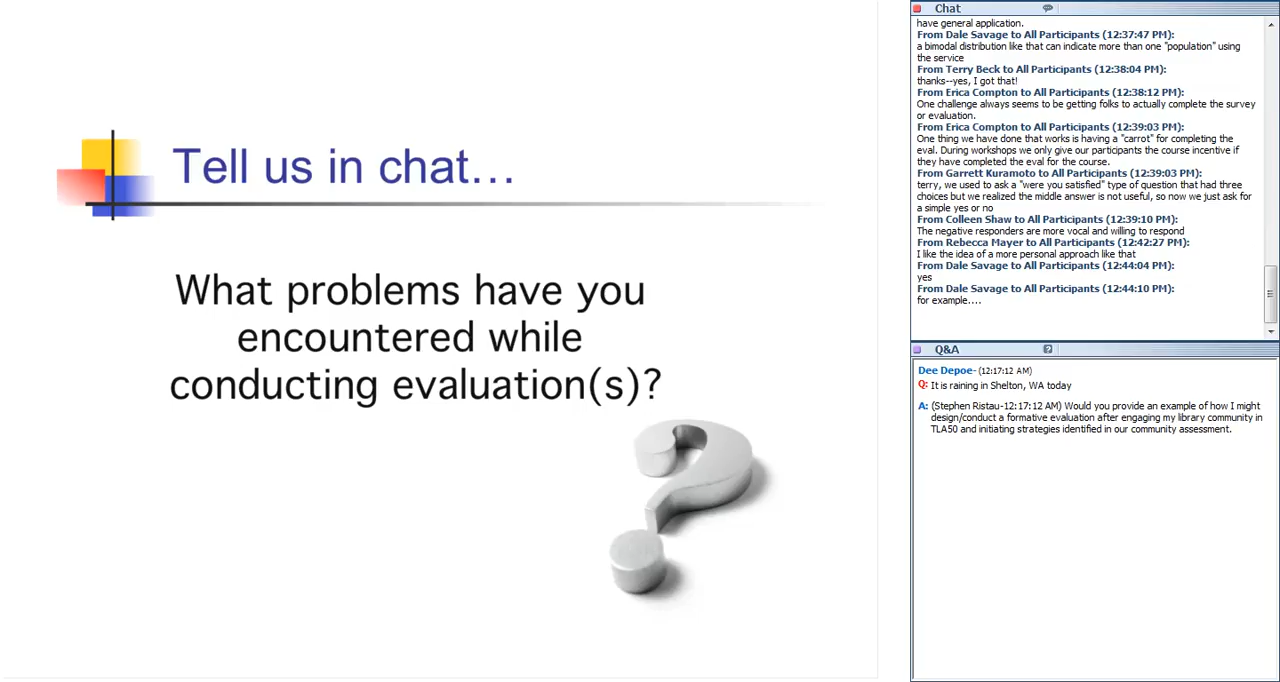 Tell us in chat...
What problems have you
encountered while
conducting evaluation(s)?
Chat
have general application.
From Dale Savage to All Participants (12:37:47 PM):
a bimodal distribution like that can indicate more than one "population" using
the service
From Terry Beck to All Participants (12:38:04 PM):
thanks--yes, I got that!
From Erica Compton to All Participants (12:38:12 PM):
One challenge always seems to be getting folks to actually complete the survey
or evaluation.
From Erica Compton to All Participants (12:39:03 PM):
One thing we have done that works is having a "carrot" for completing the
eval. During workshops we only give our participants the course incentive if
they have completed the eval for the course.
From Garrett Kuramoto to All Participants (12:39:03 PM):
terry, we used to ask a "were you satisfied" type of question that had three
choices but we realized the middle answer is not useful, so now we just ask for
a simple yes or no
From Colleen Shaw to All Participants (12:39:10 PM):
The negative responders are more vocal and willing to respond
From Rebecca Mayer to All Participants (12:42:27 PM):
I like the idea of a more personal approach like that
From Dale Savage to All Participants (12:44:04 PM):
yes
From Dale Savage to All Participants (12:44:10 PM):
for example....
Q&A
Dee Depoe- (12:17:12 AM)
Q: It is raining in Shelton, WA today
A: (Stephen Ristau-12:17:12 AM) Would you provide an example of how I might
design/conduct a formative evaluation after engaging my library community in
TLA50 and initiating strategies identified in our community assessment.